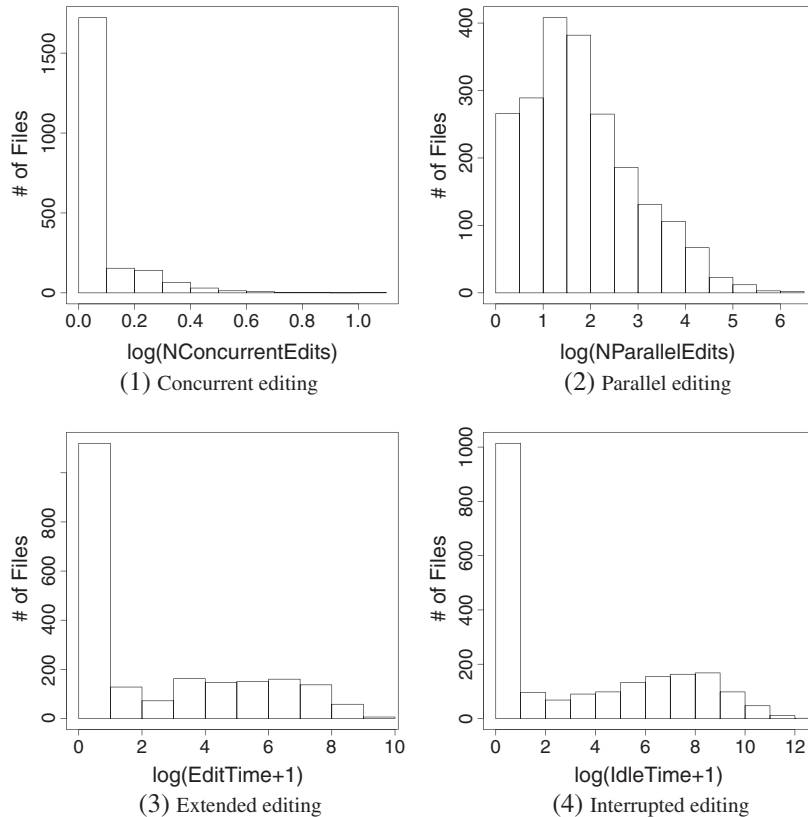 # of Files
0 500 1000 1500
0.0 0.2 0.4 0.6 0.8 1.0
log(NConcurrentEdits)
(1) Concurrent editing
# of Files
0 100 200 300 400
0 1 2 3 4 5 6
log(NParallelEdits)
(2) Parallel editing
# of Files
0 200 400 600 800
0 2 4 6 8 10
log(EditTime+1)
(3) Extended editing
# of Files
0 200 400 600 800 1000
0 2 4 6 8 10 12
log(IdleTime+1)
(4) Interrupted editing